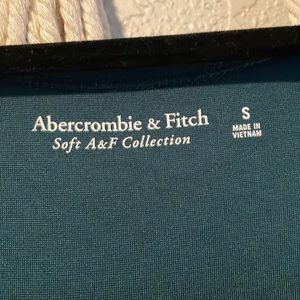 Abercrombie & Fitch
Soft A&F Collection
S
MADE IN
VIETNAM